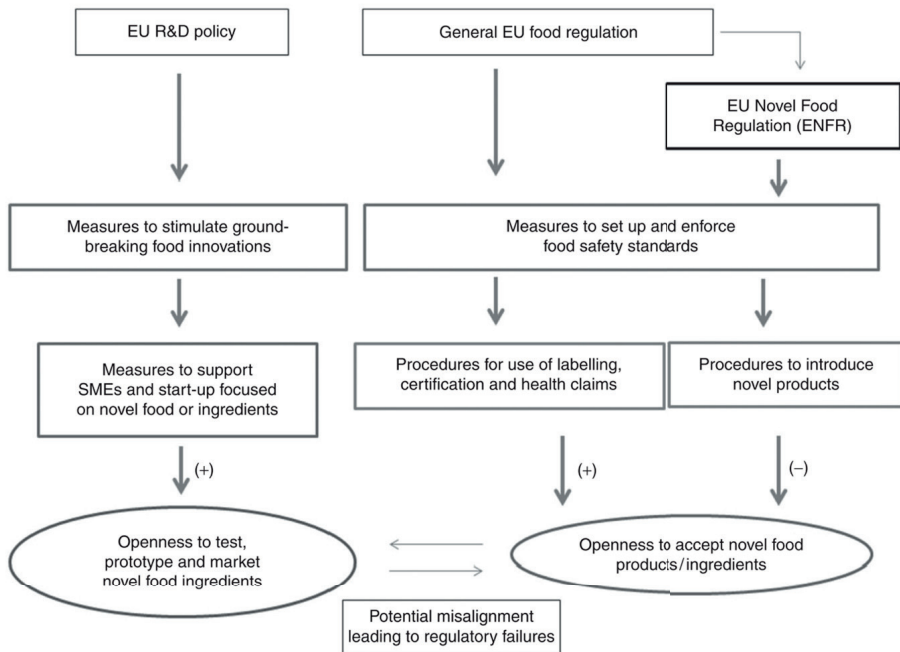 EU R&D policy
General EU food regulation
EU Novel Food
Regulation (ENFR)
Measures to stimulate ground-
breaking food innovations
Measures to set up and enforce
food safety standards
Measures to support
SMEs and start-up focused
on novel food or ingredients
Procedures for use of labelling,
certification and health claims
Procedures to introduce
novel products
(+)
(+)
(–)
Openness to test,
prototype and market
novel food ingredients
Openness to accept novel food
products/ingredients
Potential misalignment
leading to regulatory failures